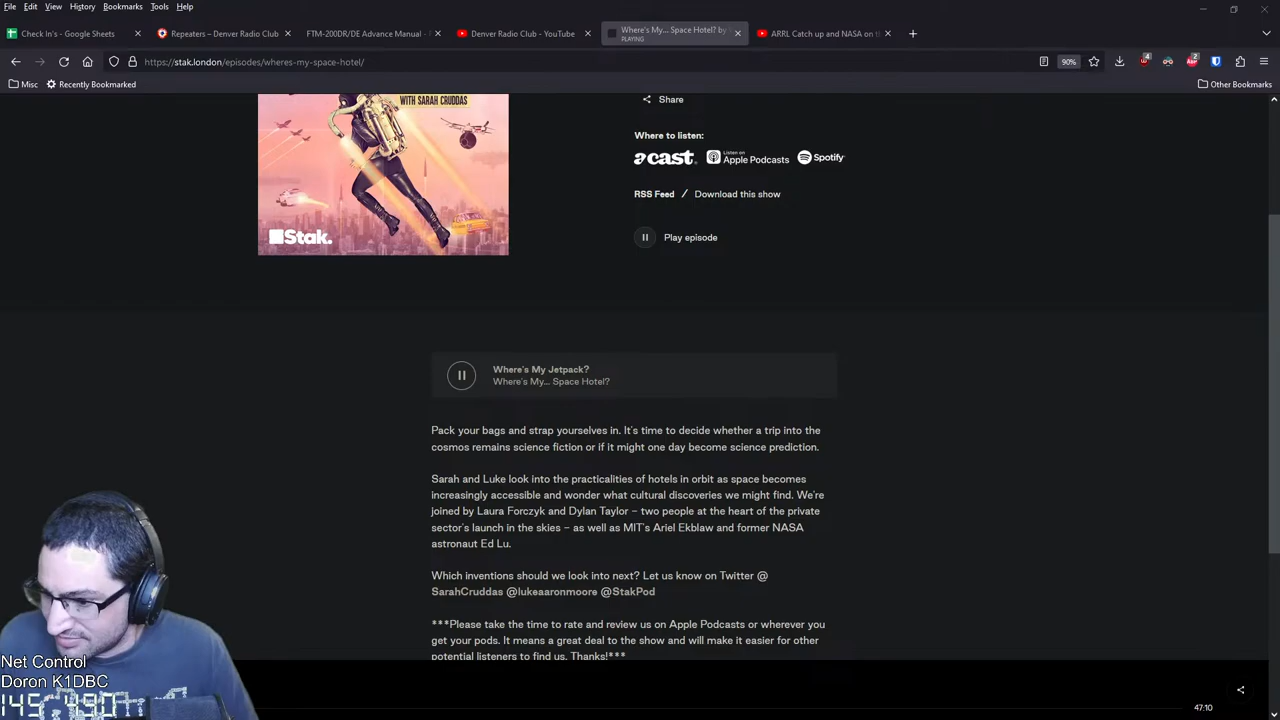 File Edit View History Bookmarks Tools Help
Check In's - Google Sheets
Repeaters – Denver Radio Club
FTM-200DR/DE Advance Manual -
Denver Radio Club - YouTube
Where's My... Space Hotel? by
PLAYING
ARRL Catch up and NASA on th
https://stak.london/episodes/wheres-my-space-hotel/
90%
4
2
Misc
Recently Bookmarked
Other Bookmarks
WITH SARAH CRUDDAS
Stak.
Share
Where to listen:
acast
Listen on
Apple Podcasts
Spotify
RSS Feed / Download this show
Play episode
Where's My Jetpack?
Where's My... Space Hotel?
Pack your bags and strap yourselves in. It's time to decide whether a trip into the
cosmos remains science fiction or if it might one day become science prediction.
Sarah and Luke look into the practicalities of hotels in orbit as space becomes
increasingly accessible and wonder what cultural discoveries we might find. We're
joined by Laura Forczyk and Dylan Taylor – two people at the heart of the private
sector's launch in the skies – as well as MIT's Ariel Ekblaw and former NASA
astronaut Ed Lu.
Which inventions should we look into next? Let us know on Twitter @
SarahCruddas @lukeaaronmoore @StakPod
***Please take the time to rate and review us on Apple Podcasts or wherever you
get your pods. It means a great deal to the show and will make it easier for other
potential listeners to find us. Thanks!***
Net Control
Doron K1DBC
145.490
47:10